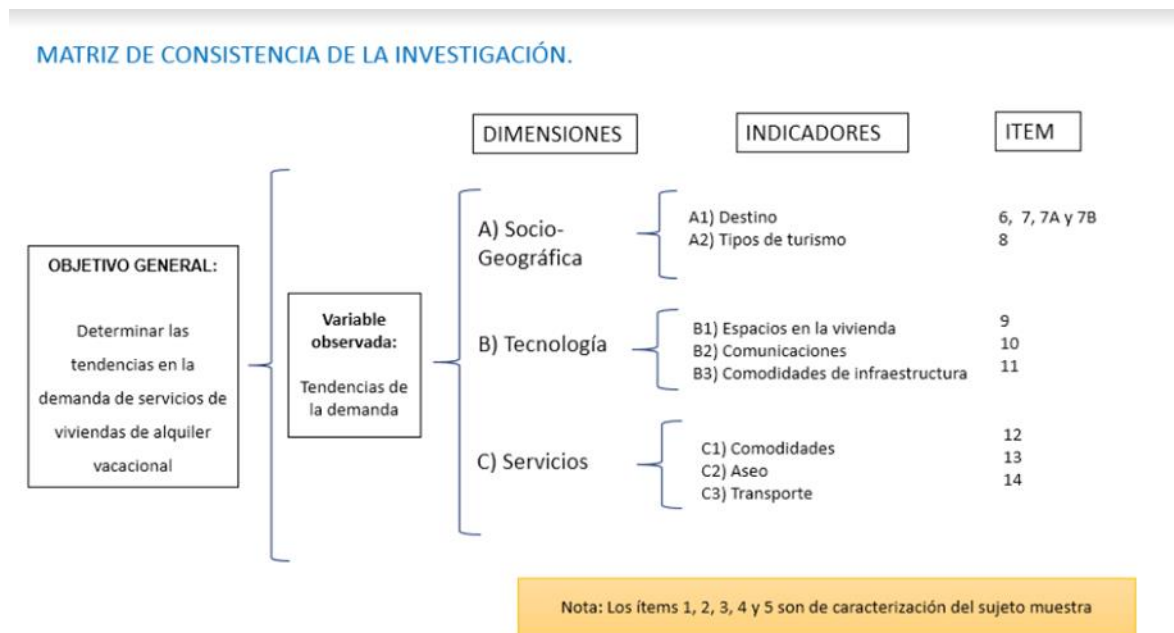 MATRIZ DE CONSISTENCIA DE LA INVESTIGACIÓN.
DIMENSIONES
INDICADORES
ITEM
OBJETIVO GENERAL:
Determinar las
tendencias en la
demanda de servicios de
viviendas de alquiler
vacacional
Variable
observada:
Tendencias de
la demanda
A) Socio-
Geográfica
A1) Destino
6, 7, 7A y 7B
A2) Tipos de turismo
8
B) Tecnología
B1) Espacios en la vivienda
9
B2) Comunicaciones
10
B3) Comodidades de infraestructura
11
C) Servicios
C1) Comodidades
12
C2) Aseo
13
C3) Transporte
14
Nota: Los ítems 1, 2, 3, 4 y 5 son de caracterización del sujeto muestra